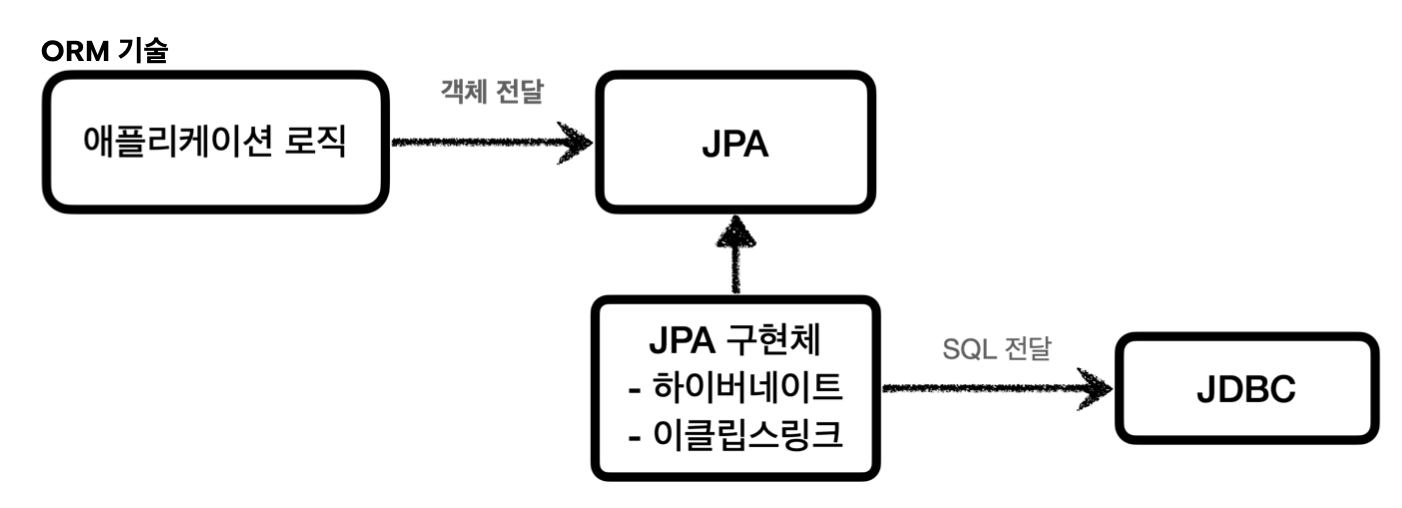 ORM 기술
애플리케이션 로직
객체 전달
JPA
JPA 구현체
- 하이버네이트
- 이클립스링크
SQL 전달
JDBC